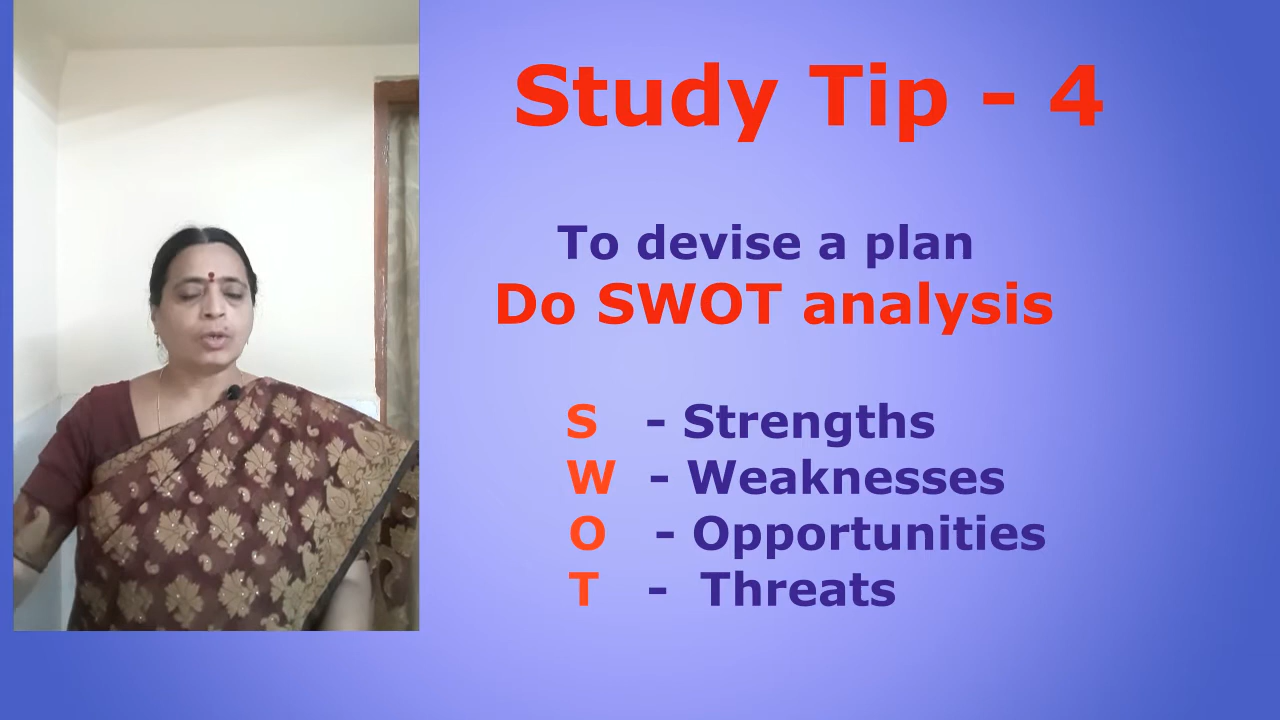 Study Tip - 4
To devise a plan
Do SWOT analysis
S - Strengths
W - Weaknesses
O - Opportunities
T - Threats